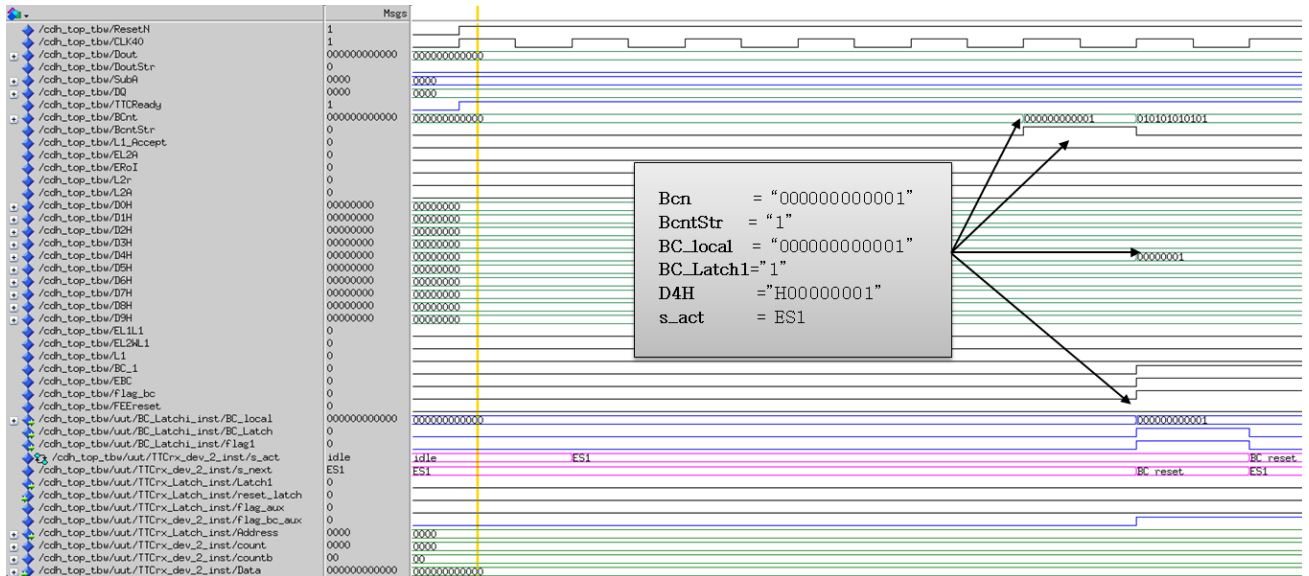 Msgs
/cdh_top_tbw/ResetN 1
/cdh_top_tbw/CLK40 1
/cdh_top_tbw/Dout 000000000000 000000000000
/cdh_top_tbw/DoutStr 0
/cdh_top_tbw/SubA 0000 0000
/cdh_top_tbw/DQ 0000 0000
/cdh_top_tbw/TTCReady 1
/cdh_top_tbw/BCnt 000000000000 000000000000 000000000001 010101010101
/cdh_top_tbw/BcntStr 0
/cdh_top_tbw/L1_Accept 0
/cdh_top_tbw/EL2A 0
/cdh_top_tbw/ERoI 0
/cdh_top_tbw/L2r 0
/cdh_top_tbw/L2A 0
/cdh_top_tbw/D0H 00000000 00000000
/cdh_top_tbw/D1H 00000000 00000000
/cdh_top_tbw/D2H 00000000 00000000
/cdh_top_tbw/D3H 00000000 00000000
/cdh_top_tbw/D4H 00000000 00000000 00000001
/cdh_top_tbw/D5H 00000000 00000000
/cdh_top_tbw/D6H 00000000 00000000
/cdh_top_tbw/D7H 00000000 00000000
/cdh_top_tbw/D8H 00000000 00000000
/cdh_top_tbw/D9H 00000000 00000000
/cdh_top_tbw/EL1L1 0
/cdh_top_tbw/EL2WL1 0
/cdh_top_tbw/L1 0
/cdh_top_tbw/BC_1 0
/cdh_top_tbw/EBC 0
/cdh_top_tbw/flag_bc 0
/cdh_top_tbw/FEEreset 0
/cdh_top_tbw/uut/BC_Latchi_inst/BC_local 000000000000 000000000000 000000000001
/cdh_top_tbw/uut/BC_Latchi_inst/BC_Latch 0
/cdh_top_tbw/uut/BC_Latchi_inst/flag1 0
/cdh_top_tbw/uut/TTCrx_dev_2_inst/s_act idle idle ES1 BC reset
/cdh_top_tbw/uut/TTCrx_dev_2_inst/s_next ES1 ES1 BC reset ES1
/cdh_top_tbw/uut/TTCrx_Latch_inst/Latch1 0
/cdh_top_tbw/uut/TTCrx_Latch_inst/reset_latch 0
/cdh_top_tbw/uut/TTCrx_Latch_inst/flag_aux 0
/cdh_top_tbw/uut/TTCrx_dev_2_inst/flag_bc_aux 0
/cdh_top_tbw/uut/TTCrx_Latch_inst/Address 0000 0000
/cdh_top_tbw/uut/TTCrx_dev_2_inst/count 0000 0000
/cdh_top_tbw/uut/TTCrx_dev_2_inst/countb 00 00
/cdh_top_tbw/uut/TTCrx_dev_2_inst/Data 000000000000 000000000000
Bcn = “000000000001”
BcntStr = “1”
BC_local = “000000000001”
BC_Latch1=”1”
D4H =”H00000001”
s_act = ES1